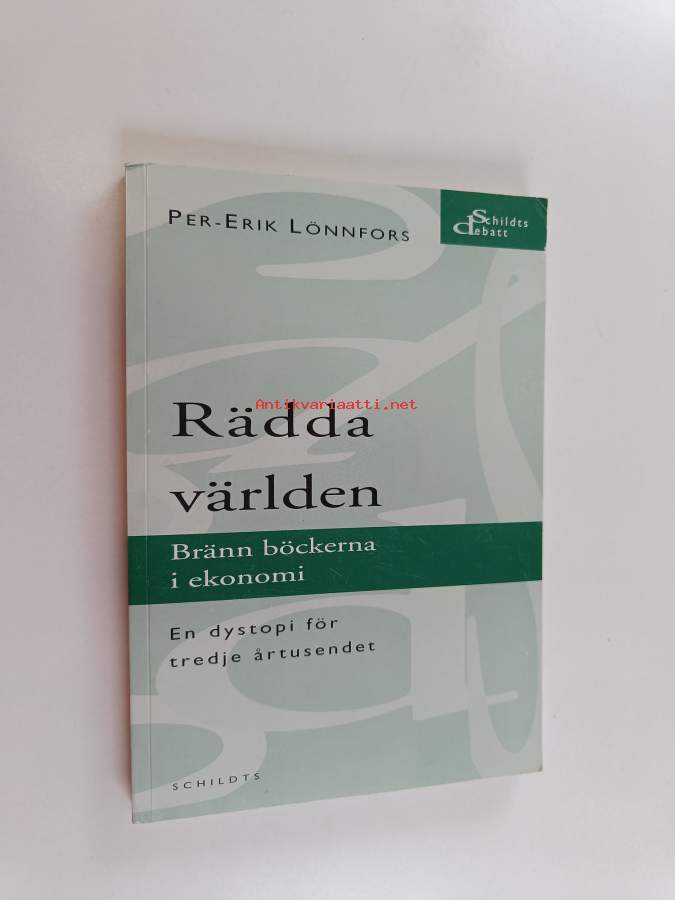 PER-ERIK LÖNNFORS
Schildts
debatt
Antikvariaatti.net
Rädda
världen
Bränn böckerna
i ekonomi
En dystopi för
tredje årtusendet
SCHILDTS